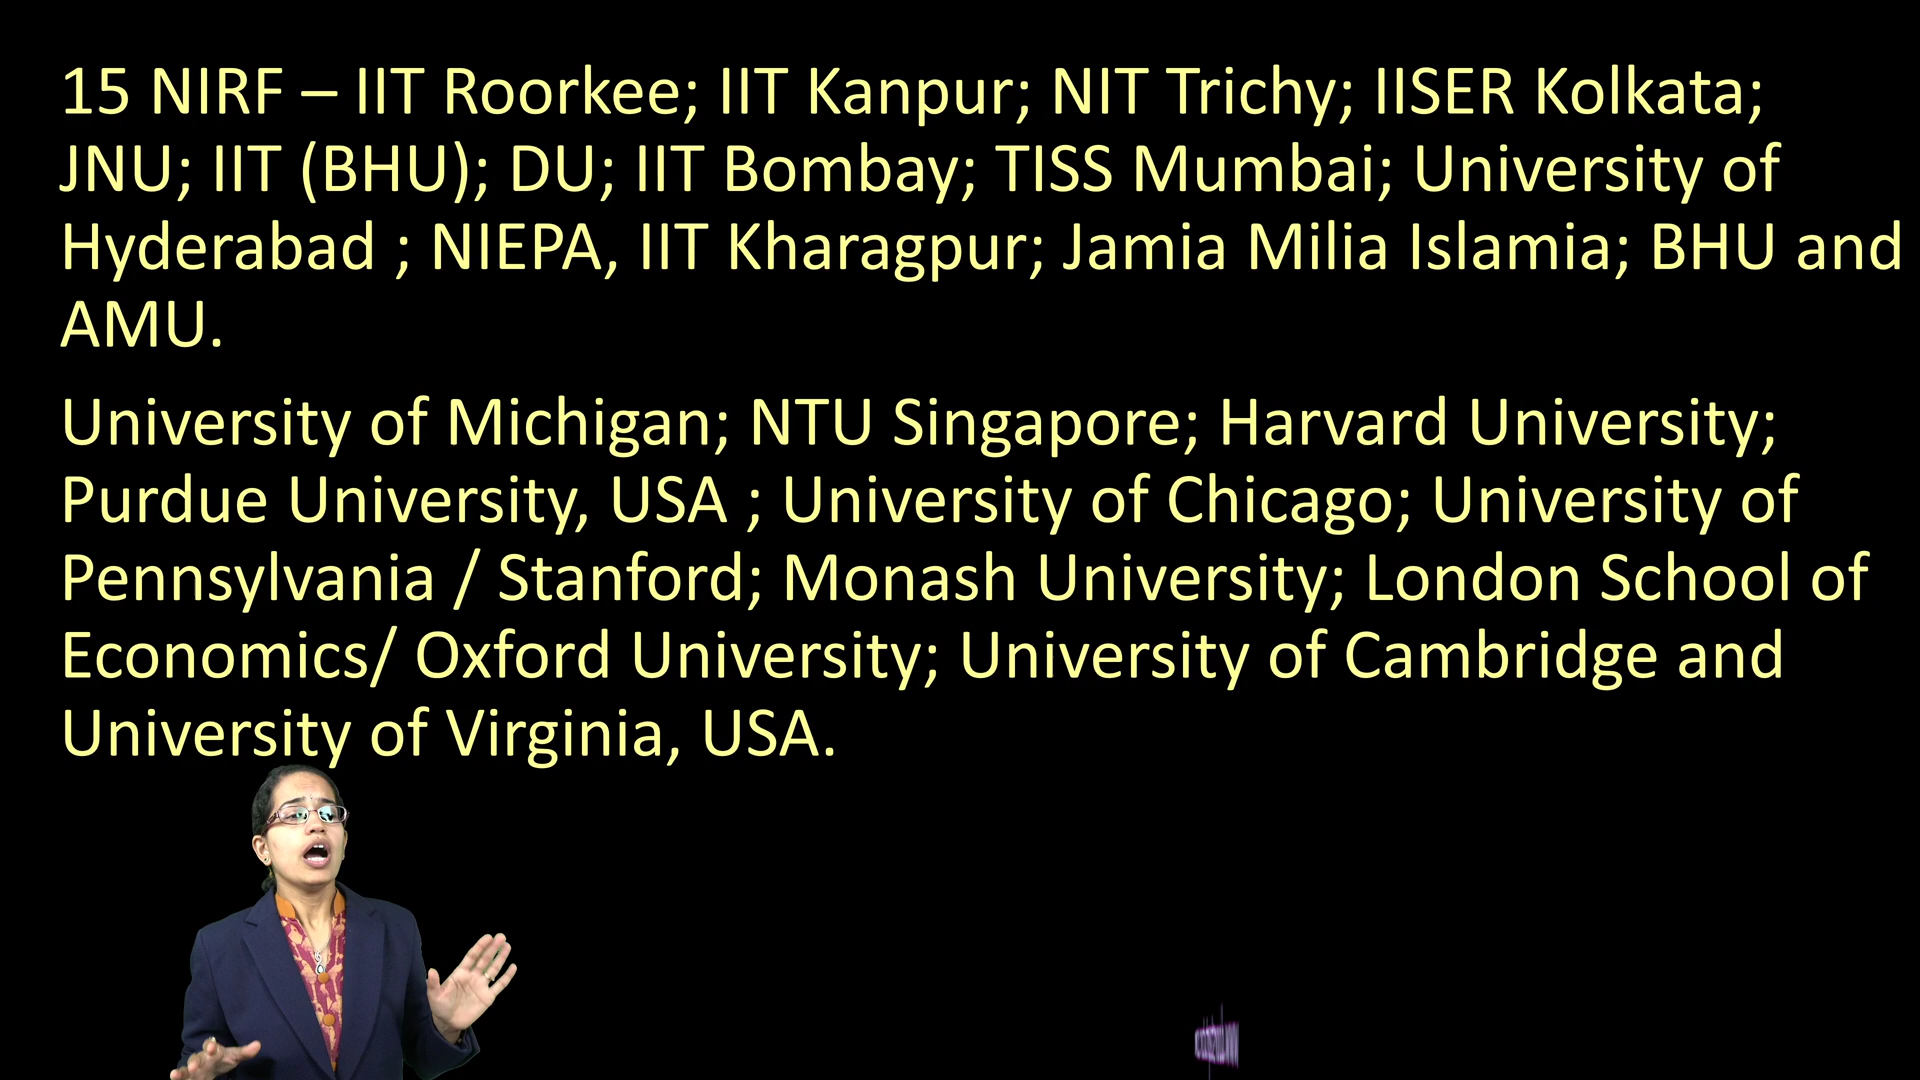 15 NIRF – IIT Roorkee; IIT Kanpur; NIT Trichy; IISER Kolkata;
JNU; IIT (BHU); DU; IIT Bombay; TISS Mumbai; University of
Hyderabad ; NIEPA, IIT Kharagpur; Jamia Milia Islamia; BHU and
AMU.
University of Michigan; NTU Singapore; Harvard University;
Purdue University, USA ; University of Chicago; University of
Pennsylvania / Stanford; Monash University; London School of
Economics/ Oxford University; University of Cambridge and
University of Virginia, USA.